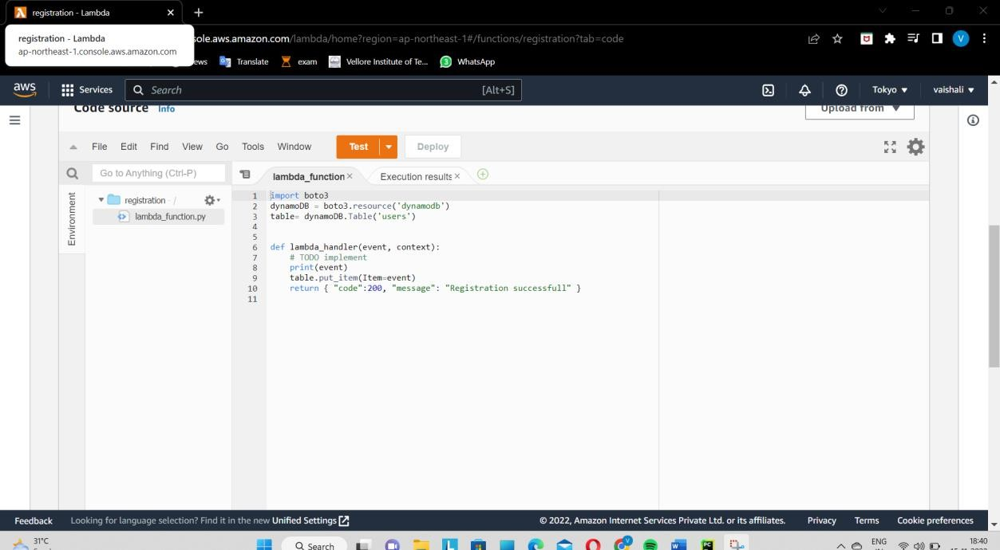 registration - Lambda
registration - Lambda
ap-northeast-1.console.aws.amazon.com
sole.aws.amazon.com/lambda/home?region=ap-northeast-1#/functions/registration?tab=code
V
ews Translate exam Vellore Institute of Te... 3 WhatsApp
aws Services Search [Alt+S] Tokyo ▼ vaishali ▼
Code source Info Upload from ▼
File Edit Find View Go Tools Window Test Deploy
Go to Anything (Ctrl-P) lambda_function × Execution results ×
Environment
registration - /
lambda_function.py
1 import boto3
2 dynamoDB = boto3.resource('dynamodb')
3 table= dynamoDB.Table('users')
4
5
6 def lambda_handler(event, context):
7 # TODO implement
8 print(event)
9 table.put_item(Item=event)
10 return { "code":200, "message": "Registration successfull" }
11
Feedback Looking for language selection? Find it in the new Unified Settings © 2022, Amazon Internet Services Private Ltd. or its affiliates. Privacy Terms Cookie preferences
31°C Search ENG 18:40